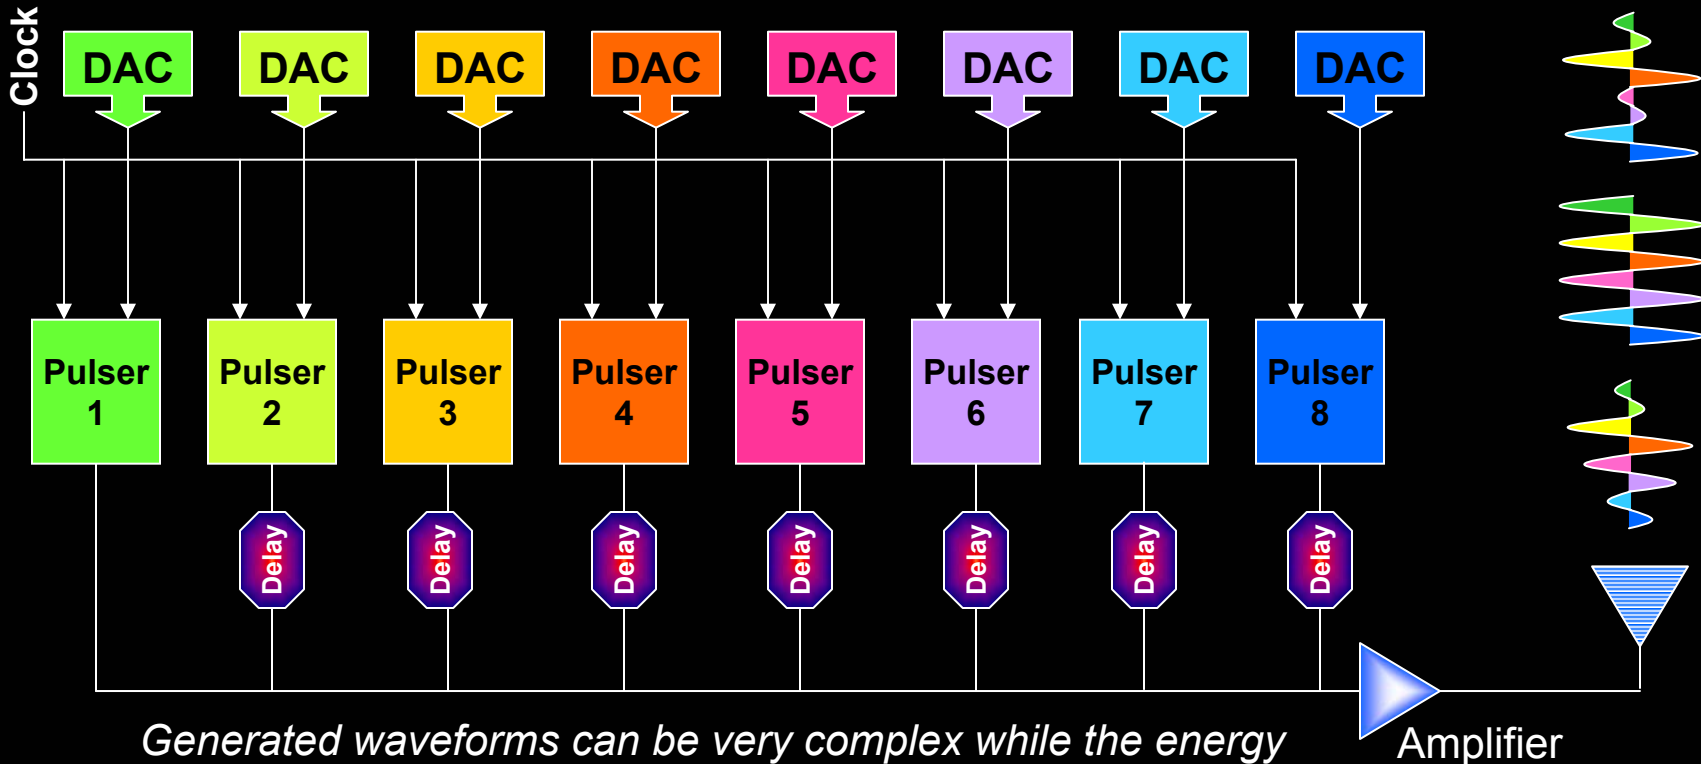 Clock
DAC DAC DAC DAC DAC DAC DAC DAC
Pulser Pulser Pulser Pulser Pulser Pulser Pulser Pulser
1 2 3 4 5 6 7 8
Delay Delay Delay Delay Delay Delay Delay
Generated waveforms can be very complex while the energy
Amplifier